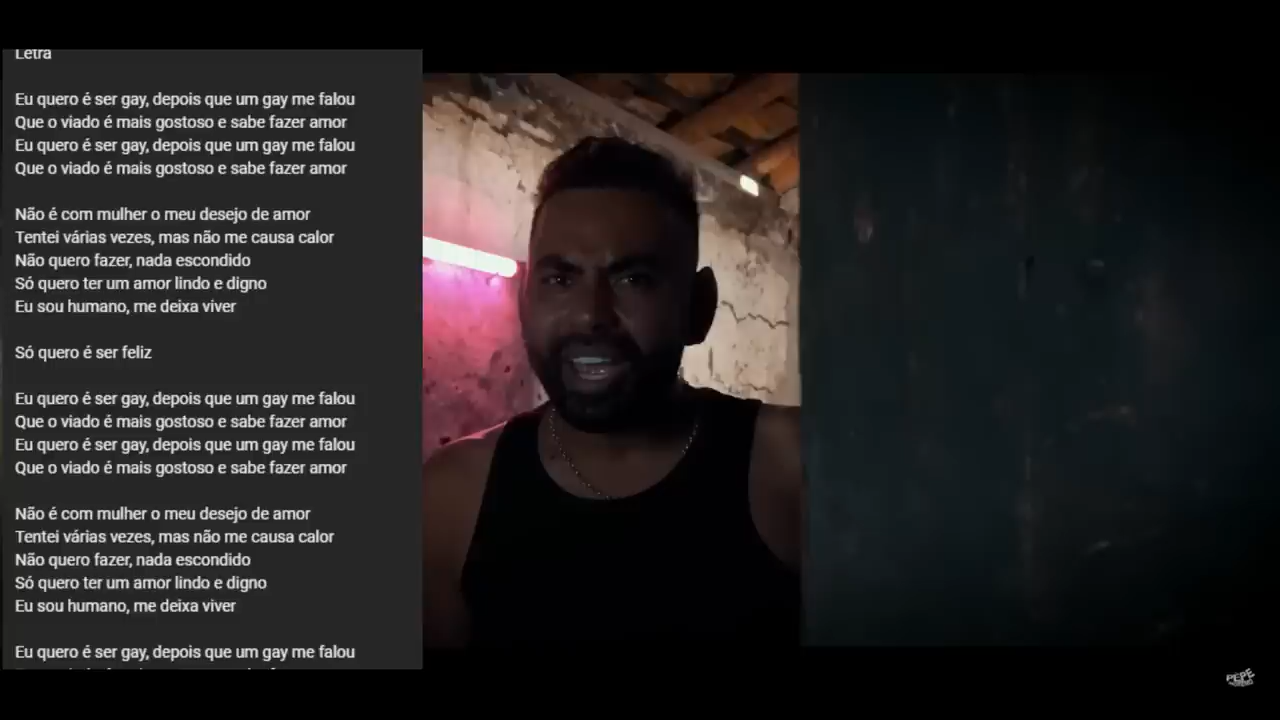 Letra
Eu quero é ser gay, depois que um gay me falou
Que o viado é mais gostoso e sabe fazer amor
Eu quero é ser gay, depois que um gay me falou
Que o viado é mais gostoso e sabe fazer amor
Não é com mulher o meu desejo de amor
Tentei várias vezes, mas não me causa calor
Não quero fazer, nada escondido
Só quero ter um amor lindo e digno
Eu sou humano, me deixa viver
Só quero é ser feliz
Eu quero é ser gay, depois que um gay me falou
Que o viado é mais gostoso e sabe fazer amor
Eu quero é ser gay, depois que um gay me falou
Que o viado é mais gostoso e sabe fazer amor
Não é com mulher o meu desejo de amor
Tentei várias vezes, mas não me causa calor
Não quero fazer, nada escondido
Só quero ter um amor lindo e digno
Eu sou humano, me deixa viver
Eu quero é ser gay, depois que um gay me falou
PEPE